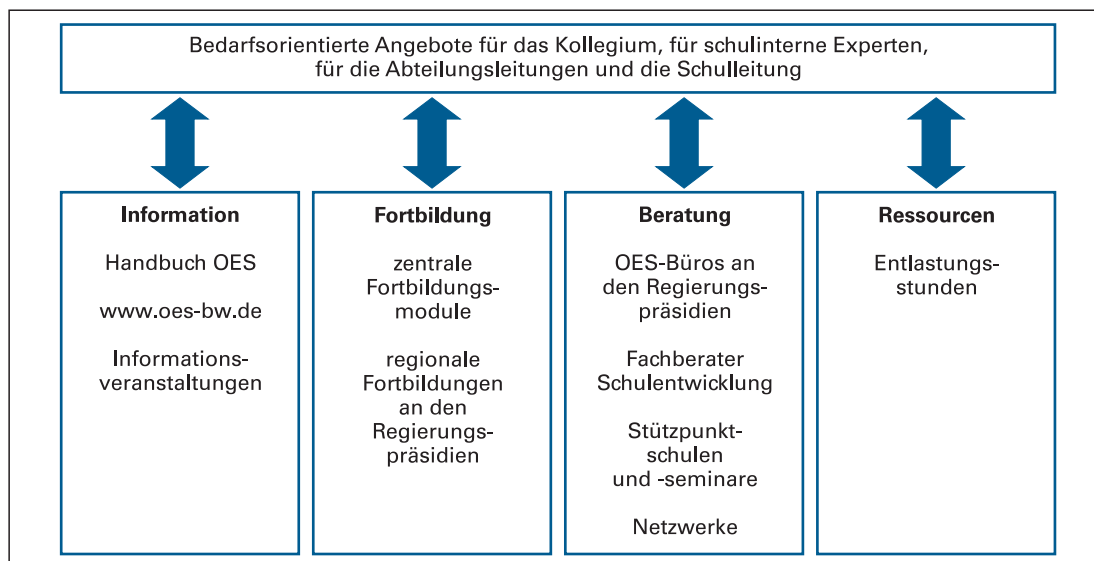 Bedarfsorientierte Angebote für das Kollegium, für schulinterne Experten,
für die Abteilungsleitungen und die Schulleitung
Information
Handbuch OES
www.oes-bw.de
Informations-
veranstaltungen
Fortbildung
zentrale
Fortbildungs-
module
regionale
Fortbildungen
an den
Regierungs-
präsidien
Beratung
OES-Büros an
den Regierungs-
präsidien
Fachberater
Schulentwicklung
Stützpunkt-
schulen
und -seminare
Netzwerke
Ressourcen
Entlastungs-
stunden